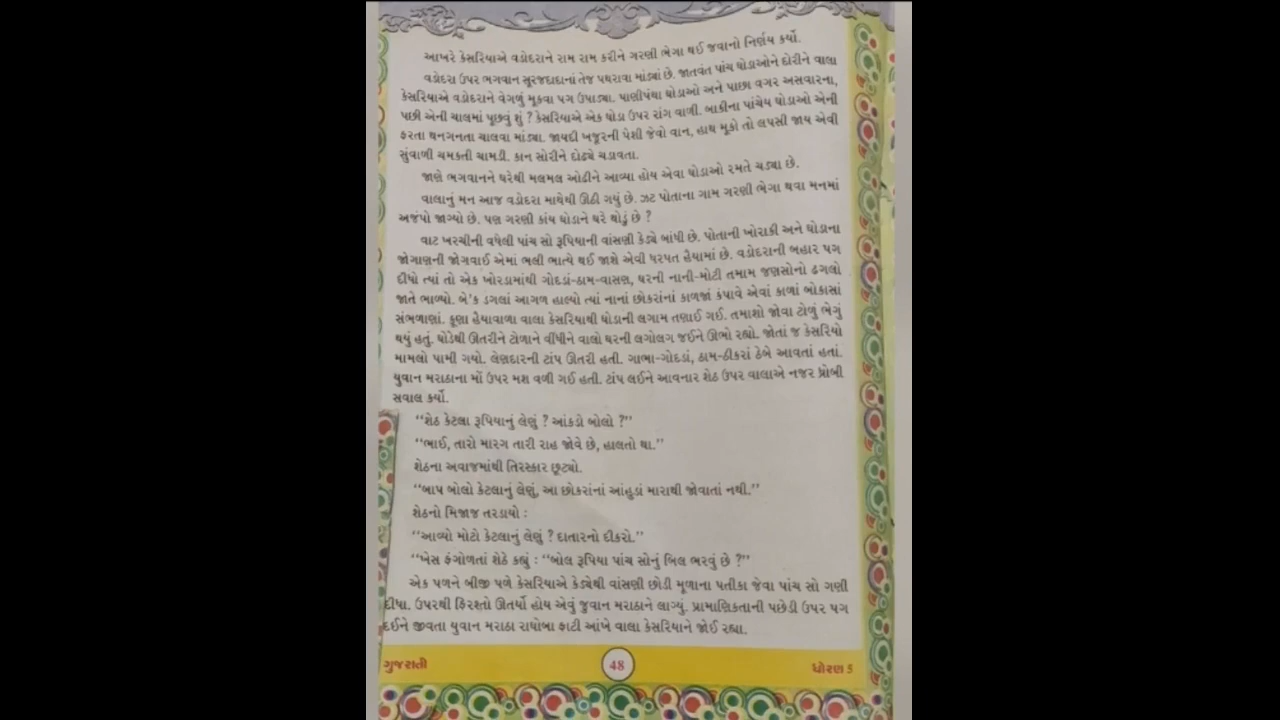 આખરે કેસરિયાએ વડોદરાને રામ રામ કરીને ગરણી ભેગા થઈ જવાનો નિર્ણય કર્યો.
વડોદરા ઉપર ભગવાન સૂરજદાદાનાં તેજ પથરાવા માંડ્યાં છે. જાતવંત પાંચ ઘોડાઓને દોરીને વાલા
કેસરિયાએ વડોદરાને વેગળું મૂકવા પગ ઉપાડ્યા. પાણીપંથા ઘોડાઓ અને પાછા વગર અસવારના,
પછી એની ચાલમાં પૂછવું શું ? કેસરિયાએ એક ઘોડા ઉપર રાંગ વાળી. બાકીના પાંચેય ઘોડાઓ એની
ફરતા થનગનતા ચાલવા માંડ્યા. જાયદી ખજૂરની પેશી જેવો વાન, હાથ મૂકો તો લપસી જાય એવી
સુંવાળી ચમકતી ચામડી. કાન સોરીને દોઢ્યે ચડાવતા.
જાણે ભગવાનને ઘરેથી મલમલ ઓઢીને આવ્યા હોય એવા ઘોડાઓ રમતે ચડ્યા છે.
વાલાનું મન આજ વડોદરા માથેથી ઊઠી ગયું છે. ઝટ પોતાના ગામ ગરણી ભેગા થવા મનમાં
અજંપો જાગ્યો છે. પણ ગરણી કાંય ઘોડાને ઘરે થોડું છે ?
વાટ ખરચીની વધેલી પાંચ સો રૂપિયાની વાંસણી કેડ્યે બાંધી છે. પોતાની ખોરાકી અને ઘોડાના
જોગાણની જોગવાઈ એમાં ભલી ભાત્યે થઈ જાશે એવી ધરપત હૈયામાં છે. વડોદરાની બહાર પગ
દીધો ત્યાં તો એક ખોરડામાંથી ગોદડાં-ઠામ-વાસણ, ઘરની નાની-મોટી તમામ જણસોનો ઢગલો
જાતે ભાળ્યો. બે'ક ડગલાં આગળ હાલ્યો ત્યાં નાનાં છોકરાંનાં કાળજાં કંપાવે એવાં કાળાં બોકાસાં
સંભળાણાં. કૂણા હૈયાવાળા વાલા કેસરિયાથી ઘોડાની લગામ તણાઈ ગઈ. તમાશો જોવા ટોળું ભેગું
થયું હતું. ઘોડેથી ઊતરીને ટોળાને વીંધીને વાલો ઘરની લગોલગ જઈને ઊભો રહ્યો. જોતાં જ કેસરિયો
મામલો પામી ગયો. લેણદારની ટાંપ ઊતરી હતી. ગાભા-ગોદડાં, ઠામ-ઠીકરાં ઠેબે આવતાં હતાં.
યુવાન મરાઠાના મોં ઉપર મશ વળી ગઈ હતી. ટાંપ લઈને આવનાર શેઠ ઉપર વાલાએ નજર પ્રોબી
સવાલ કર્યો.
"શેઠ કેટલા રૂપિયાનું લેણું ? આંકડો બોલો ?"
"ભાઈ, તારો મારગ તારી રાહ જોવે છે, હાલતો થા."
શેઠના અવાજમાંથી તિરસ્કાર છૂટ્યો.
"બાપ બોલો કેટલાનું લેણું, આ છોકરાંનાં આંહુડાં મારાથી જોવાતાં નથી."
શેઠનો મિજાજ તરડાયો :
"આવ્યો મોટો કેટલાનું લેણું ? દાતારનો દીકરો."
"ખેસ ફંગોળતાં શેઠે કહ્યું : "બોલ રૂપિયા પાંચ સોનું બિલ ભરવું છે ?"
એક પળને બીજી પળે કેસરિયાએ કેડ્યેથી વાંસણી છોડી મૂળાના પતીકા જેવા પાંચ સો ગણી
દીધા. ઉપરથી ફિરશ્તો ઊતર્યો હોય એવું જુવાન મરાઠાને લાગ્યું. પ્રામાણિકતાની પછેડી ઉપર પગ
દઈને જીવતા યુવાન મરાઠા રાઘોબા ફાટી આંખે વાલા કેસરિયાને જોઈ રહ્યા.
ગુજરાતી 48 ધોરણ 5